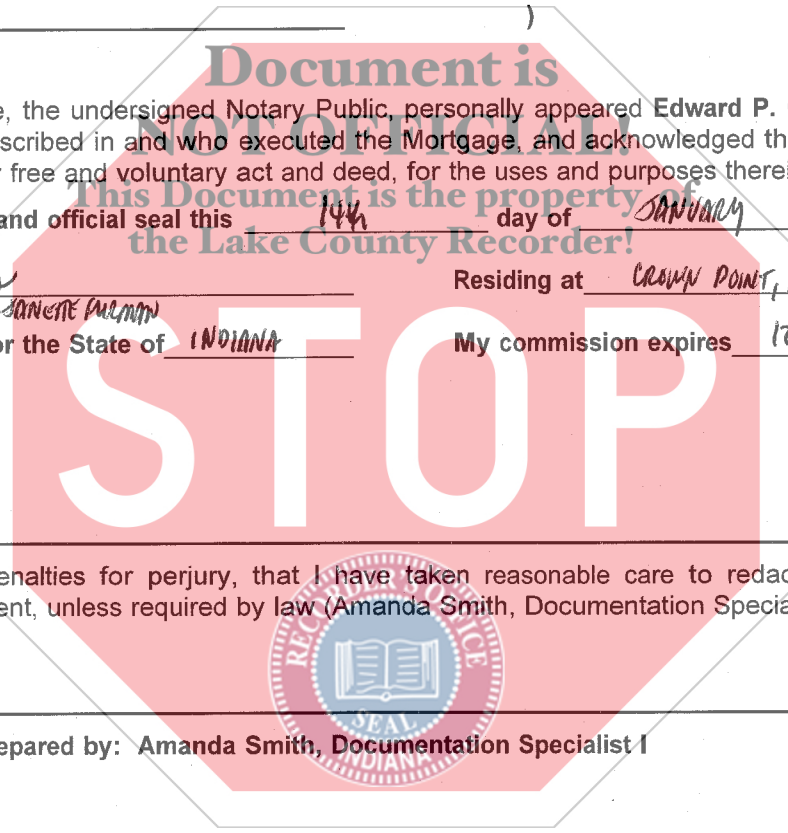 )
Document is
e, the undersigned Notary Public, personally appeared Edward P.
NOT OFFICIAL!
scribed in and who executed the Mortgage, and acknowledged th
r free and voluntary act and deed, for the uses and purposes therei
This Document is the property of
and official seal this 14th day of JANUARY
the Lake County Recorder!
Residing at CROWN POINT,
JANETTE
or the State of INDIANA My commission expires
STOP
enalties for perjury, that I have taken reasonable care to redac
ent, unless required by law (Amanda Smith, Documentation Specia
RECORDER'S OFFICE
SEAL
INDIANA
epared by: Amanda Smith, Documentation Specialist I